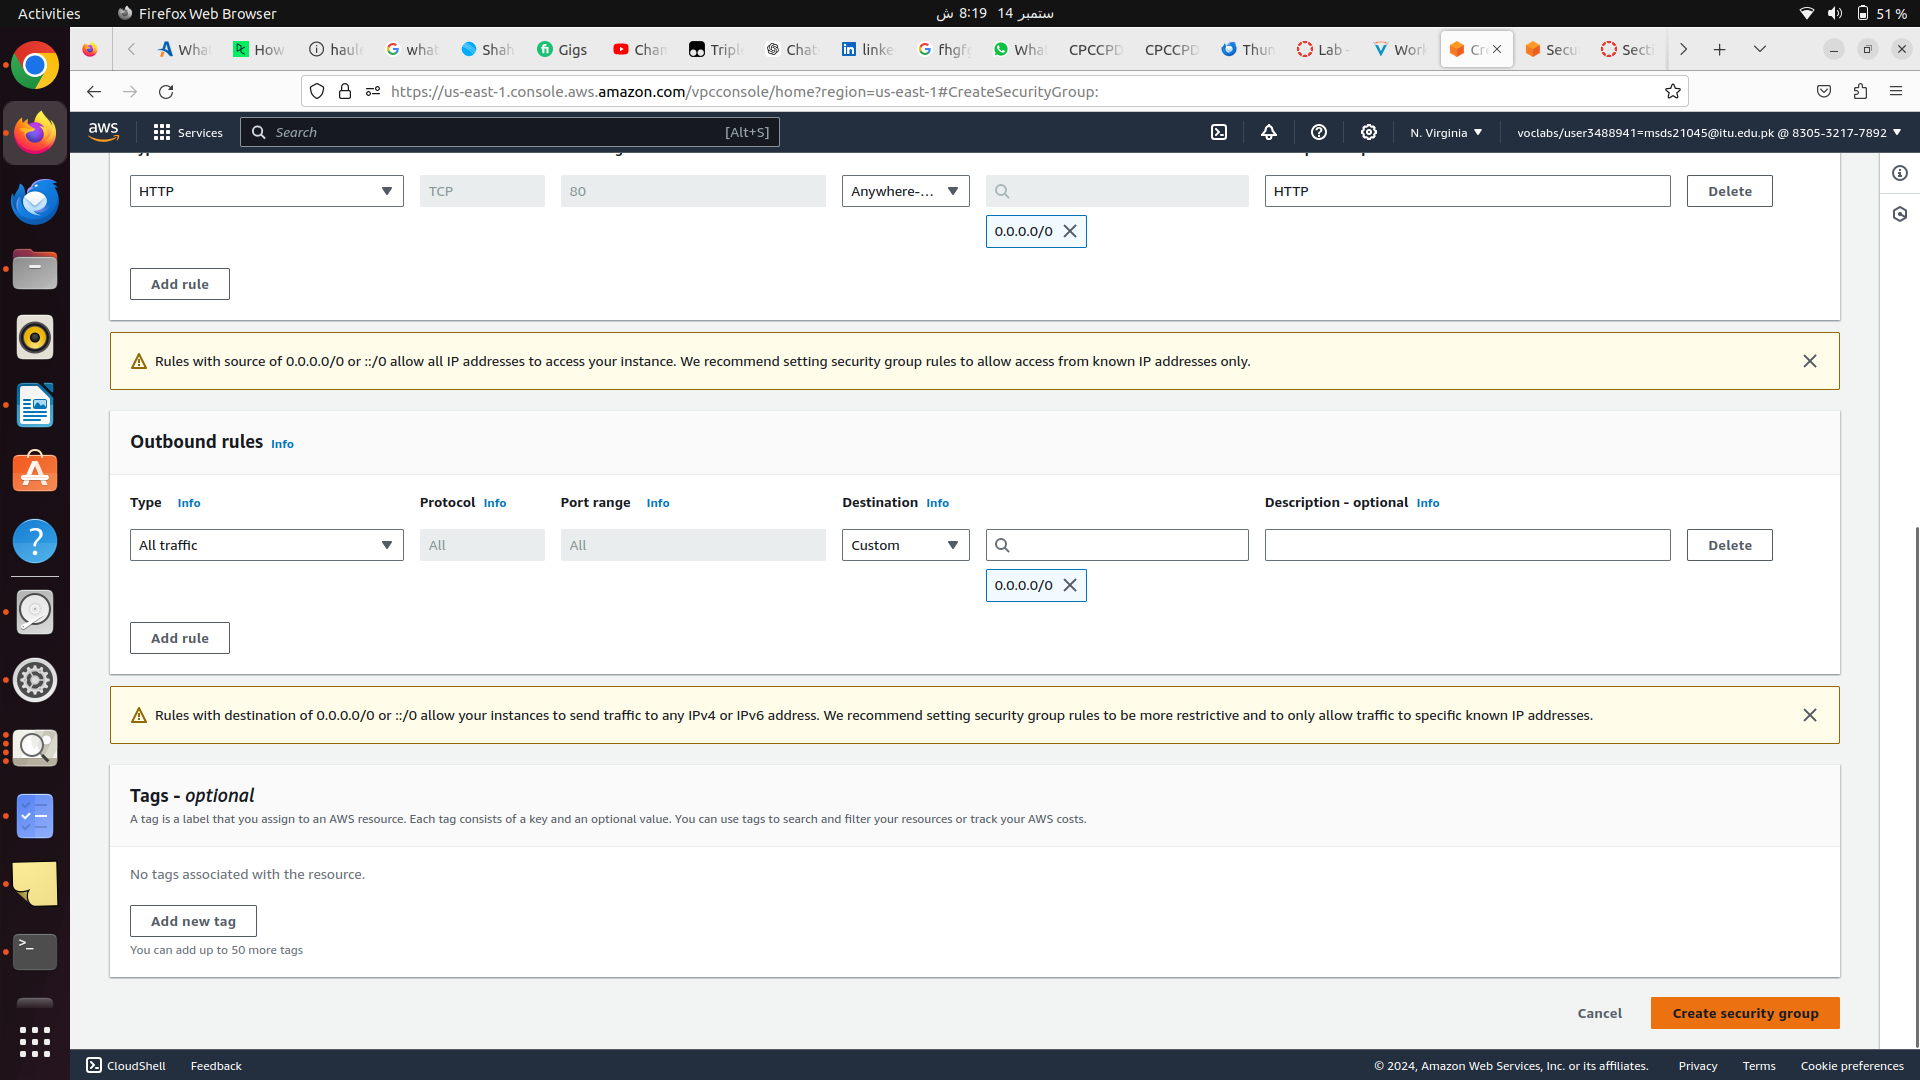 Activities Firefox Web Browser ستمبر 14 8:19 ش 51 %
Wha How haul what Shah Gigs Chan Tripl Chat linke fhgfg What CPCCPD CPCCPD Thun Lab - Work Cr Secu Secti
https://us-east-1.console.aws.amazon.com/vpcconsole/home?region=us-east-1#CreateSecurityGroup:
aws Services Search [Alt+S] N. Virginia voclabs/user3488941=msds21045@itu.edu.pk @ 8305-3217-7892
HTTP TCP 80 Anywhere-... HTTP Delete
0.0.0.0/0
Add rule
Rules with source of 0.0.0.0/0 or ::/0 allow all IP addresses to access your instance. We recommend setting security group rules to allow access from known IP addresses only.
Outbound rules Info
Type Info Protocol Info Port range Info Destination Info Description - optional Info
All traffic All All Custom Delete
0.0.0.0/0
Add rule
Rules with destination of 0.0.0.0/0 or ::/0 allow your instances to send traffic to any IPv4 or IPv6 address. We recommend setting security group rules to be more restrictive and to only allow traffic to specific known IP addresses.
Tags - optional
A tag is a label that you assign to an AWS resource. Each tag consists of a key and an optional value. You can use tags to search and filter your resources or track your AWS costs.
No tags associated with the resource.
Add new tag
You can add up to 50 more tags
Cancel Create security group
CloudShell Feedback © 2024, Amazon Web Services, Inc. or its affiliates. Privacy Terms Cookie preferences